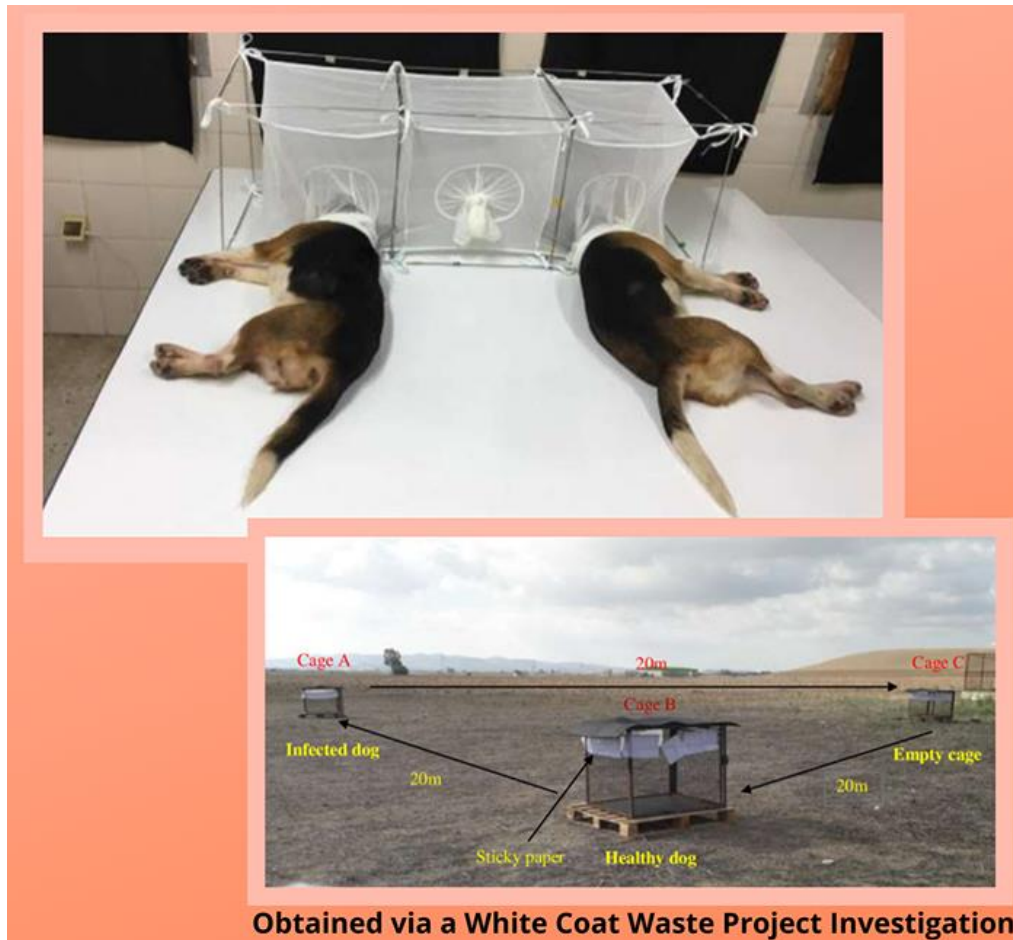 Cage A
20m
Cage C
Cage B
Infected dog
Empty cage
20m
20m
Sticky paper
Healthy dog
Obtained via a White Coat Waste Project Investigation